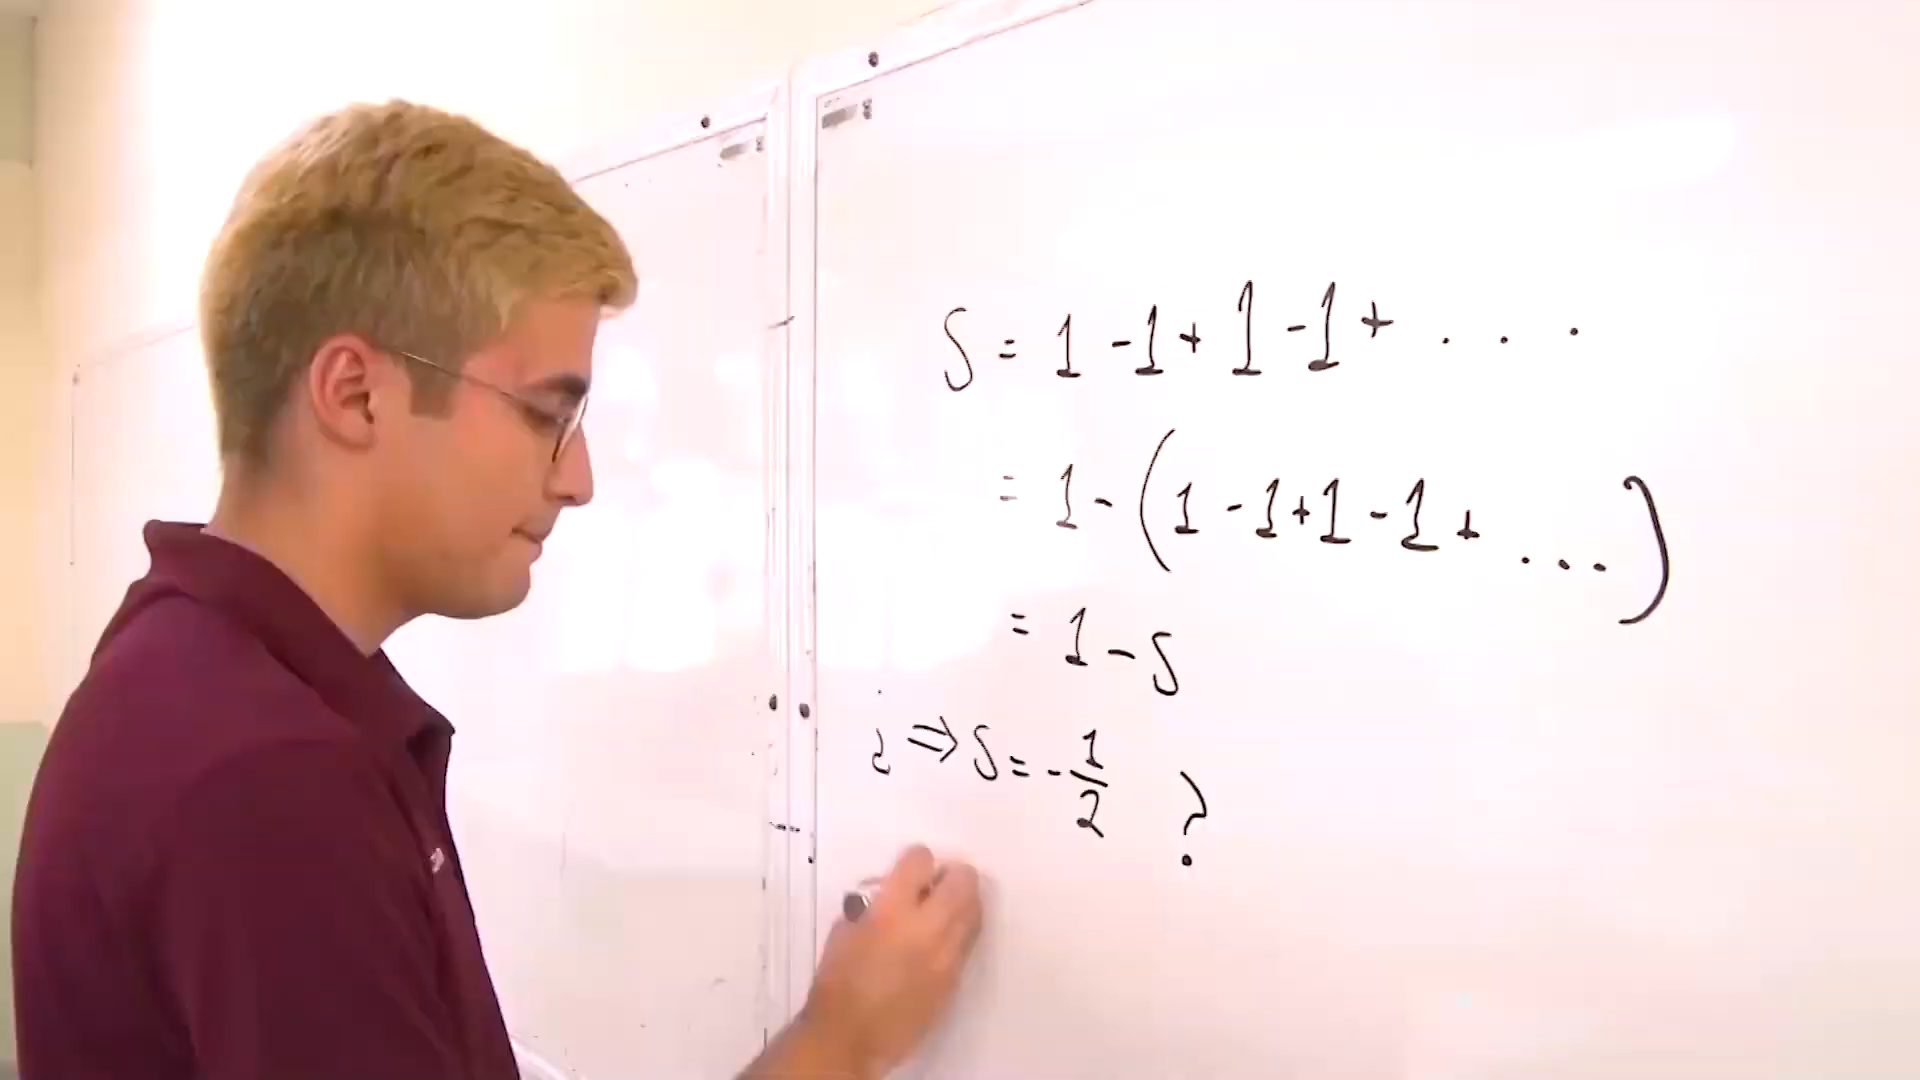 S = 1 - 1 + 1 - 1 + . . .
= 1 - (1 - 1 + 1 - 1 + ...)
= 1 - S
¿ ⇒ S = - 1/2 ?